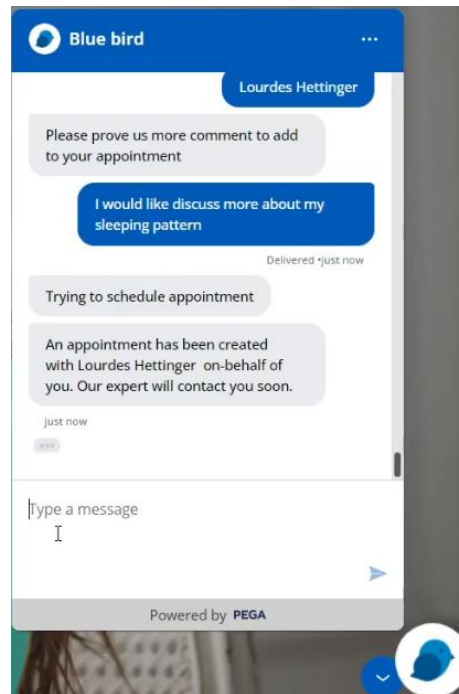 Blue bird
Lourdes Hettinger
Please prove us more comment to add
to your appointment
I would like discuss more about my
sleeping pattern
Delivered •just now
Trying to schedule appointment
An appointment has been created
with Lourdes Hettinger on-behalf of
you. Our expert will contact you soon.
just now
Type a message
Powered by PEGA